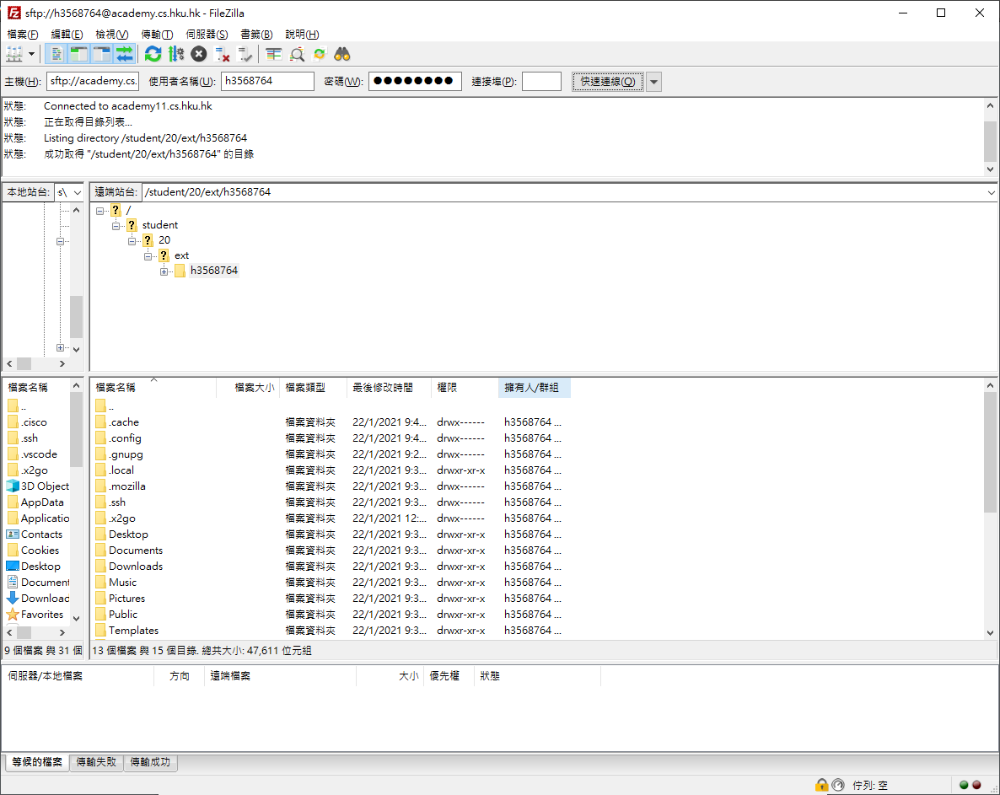 sftp://h3568764@academy.cs.hku.hk - FileZilla
檔案(F) 編輯(E) 檢視(V) 傳輸(T) 伺服器(S) 書籤(B) 說明(H)
主機(H): sftp://academy.cs. 使用者名稱(U): h3568764 密碼(W): ●●●●●●●● 連接埠(P): 快速連線(Q)
狀態: Connected to academy11.cs.hku.hk
狀態: 正在取得目錄列表...
狀態: Listing directory /student/20/ext/h3568764
狀態: 成功取得 "/student/20/ext/h3568764" 的目錄
本地站台: s\
遠端站台: /student/20/ext/h3568764
/
student
20
ext
h3568764
檔案名稱
..
.cisco
.ssh
.vscode
.x2go
3D Object
AppData
Applicatio
Contacts
Cookies
Desktop
Document
Download
Favorites
9 個檔案 與 31 個
檔案名稱 檔案大小 檔案類型 最後修改時間 權限 擁有人/群組
..
.cache 檔案資料夾 22/1/2021 9:4... drwx------ h3568764 ...
.config 檔案資料夾 22/1/2021 9:4... drwx------ h3568764 ...
.gnupg 檔案資料夾 22/1/2021 9:2... drwx------ h3568764 ...
.local 檔案資料夾 22/1/2021 9:3... drwxr-xr-x h3568764 ...
.mozilla 檔案資料夾 22/1/2021 9:3... drwx------ h3568764 ...
.ssh 檔案資料夾 22/1/2021 9:3... drwx------ h3568764 ...
.x2go 檔案資料夾 22/1/2021 12:... drwx------ h3568764 ...
Desktop 檔案資料夾 22/1/2021 9:3... drwxr-xr-x h3568764 ...
Documents 檔案資料夾 22/1/2021 9:3... drwxr-xr-x h3568764 ...
Downloads 檔案資料夾 22/1/2021 9:3... drwxr-xr-x h3568764 ...
Music 檔案資料夾 22/1/2021 9:3... drwxr-xr-x h3568764 ...
Pictures 檔案資料夾 22/1/2021 9:3... drwxr-xr-x h3568764 ...
Public 檔案資料夾 22/1/2021 9:3... drwxr-xr-x h3568764 ...
Templates 檔案資料夾 22/1/2021 9:3... drwxr-xr-x h3568764 ...
13 個檔案 與 15 個目錄. 總共大小: 47,611 位元組
伺服器/本地檔案 方向 遠端檔案 大小 優先權 狀態
等候的檔案 傳輸失敗 傳輸成功
佇列: 空